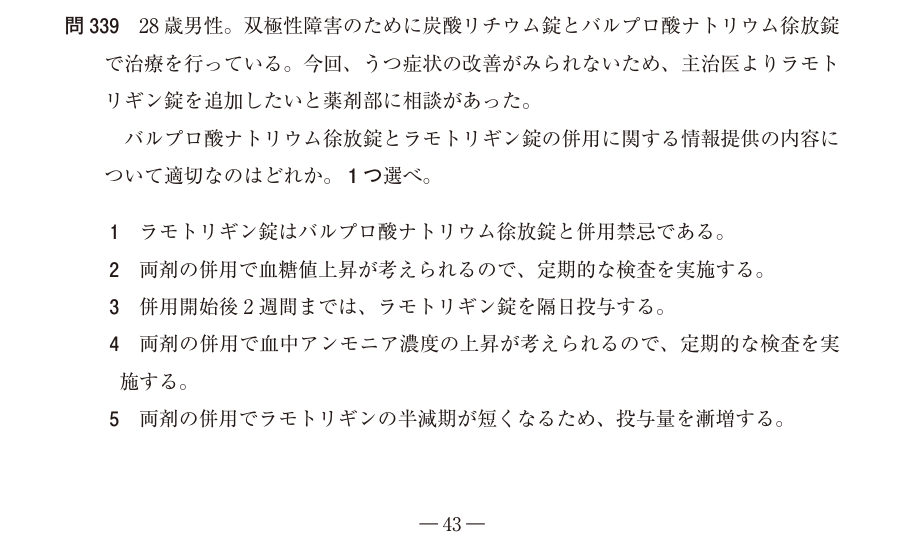 問 339　28 歳男性。双極性障害のために炭酸リチウム錠とバルプロ酸ナトリウム徐放錠
で治療を行っている。今回、うつ症状の改善がみられないため、主治医よりラモト
リギン錠を追加したいと薬剤部に相談があった。
バルプロ酸ナトリウム徐放錠とラモトリギン錠の併用に関する情報提供の内容に
ついて適切なのはどれか。1 つ選べ。
1　ラモトリギン錠はバルプロ酸ナトリウム徐放錠と併用禁忌である。
2　両剤の併用で血糖値上昇が考えられるので、定期的な検査を実施する。
3　併用開始後 2 週間までは、ラモトリギン錠を隔日投与する。
4　両剤の併用で血中アンモニア濃度の上昇が考えられるので、定期的な検査を実
施する。
5　両剤の併用でラモトリギンの半減期が短くなるため、投与量を漸増する。
― 43 ―